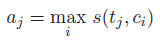 a_j = max_i s(t_j, c_i)